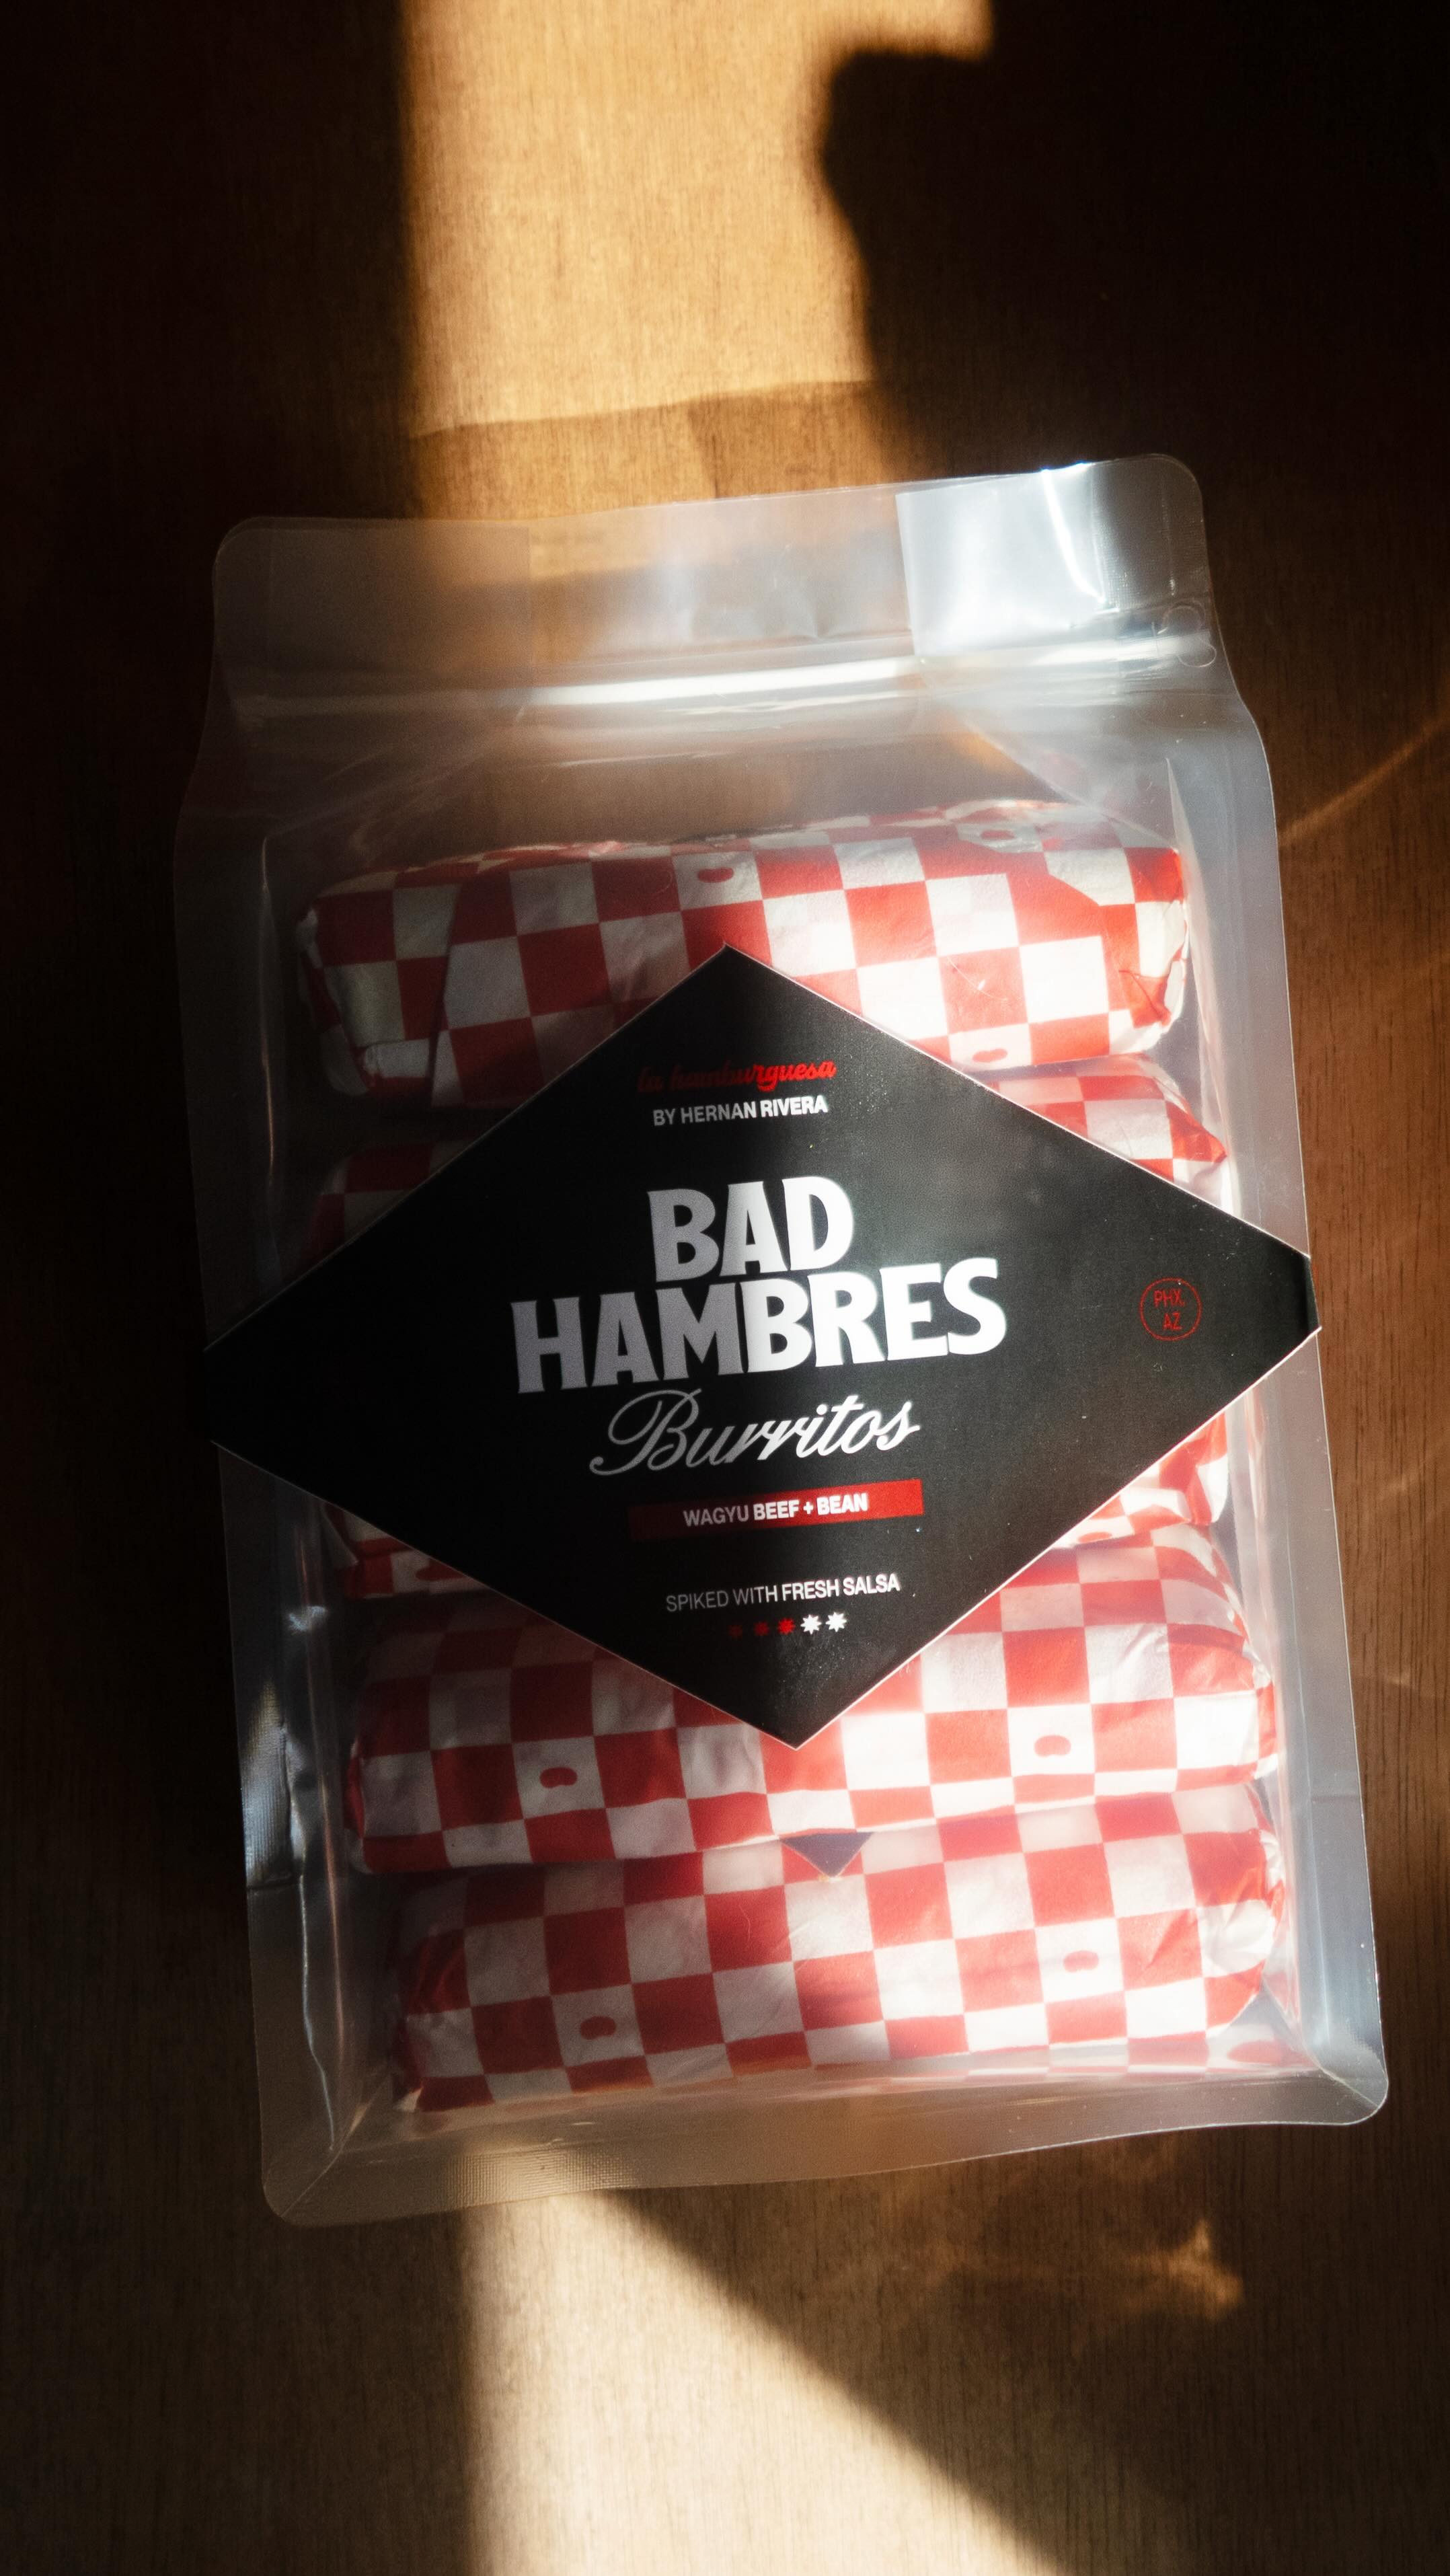 la hamburguesa
BY HERNAN RIVERA
BAD
HAMBRES
Burritos
WAGYU BEEF + BEAN
SPIKED WITH FRESH SALSA
PHX.
AZ